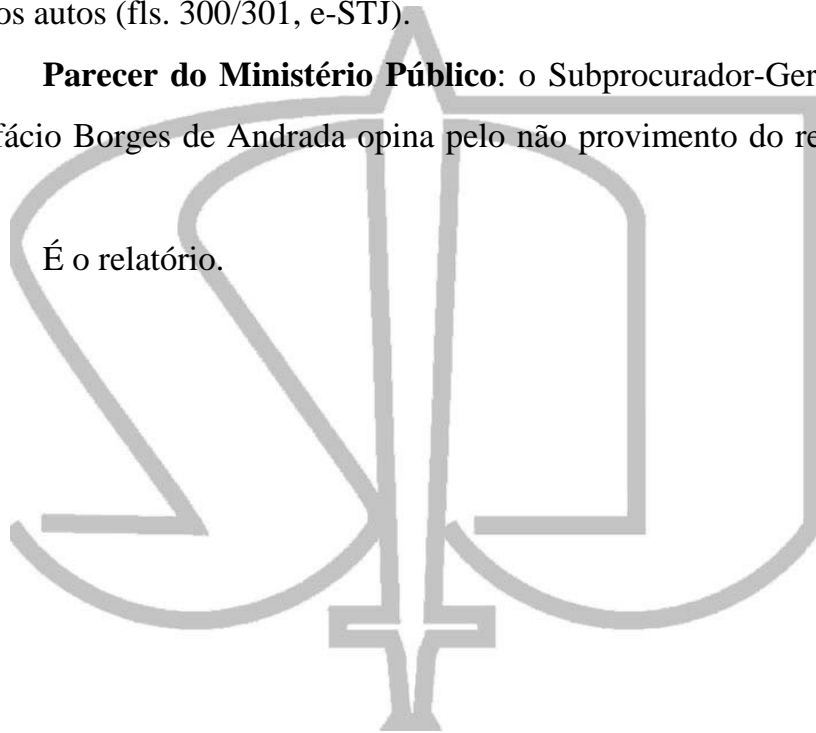 os autos (fls. 300/301, e-STJ).
Parecer do Ministério Público: o Subprocurador-Ger
fácio Borges de Andrada opina pelo não provimento do re
É o relatório.